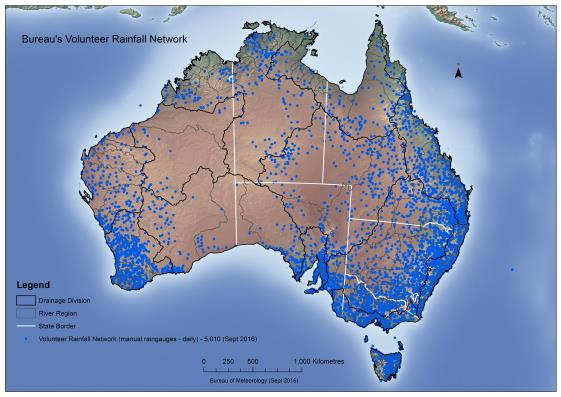 Bureau's Volunteer Rainfall Network
N
Legend
Drainage Division
River Region
State Border
Volunteer Rainfall Network (manual raingauges - daily) - 5,010 (Sept 2016)
0 250 500 1,000 Kilometres
Bureau of Meteorology (Sept 2016)